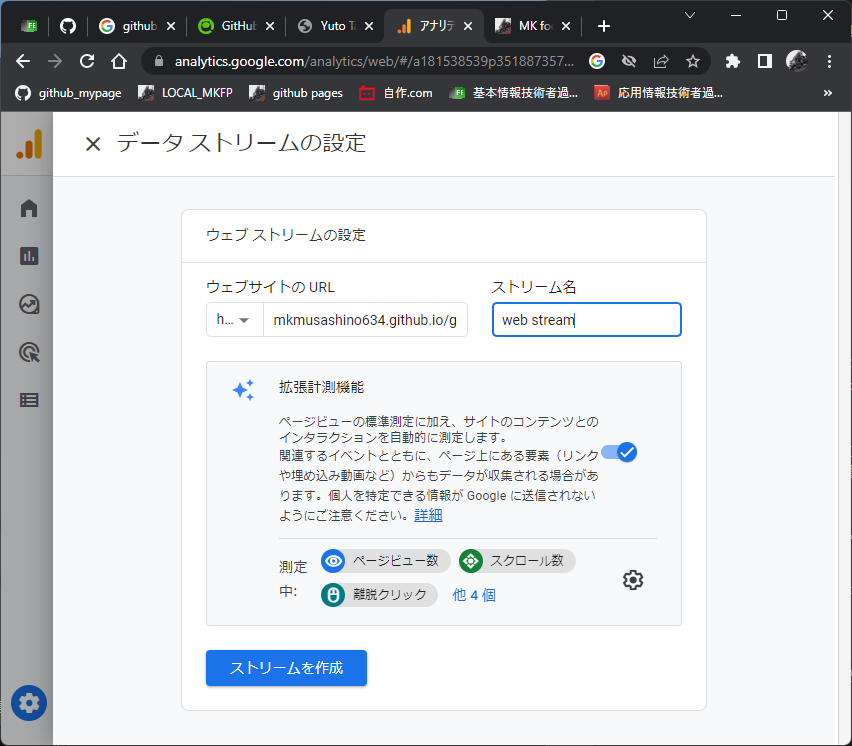 github
GitHu
Yuto Ta
アナリテ
MK fo
analytics.google.com/analytics/web/#/a181538539p351887357...
github_mypage
LOCAL_MKFP
github pages
自作.com
基本情報技術者過...
応用情報技術者過...
»
データ ストリームの設定
ウェブ ストリームの設定
ウェブサイトの URL
ストリーム名
h...
mkmusashino634.github.io/g
web stream
拡張計測機能
ページビューの標準測定に加え、サイトのコンテンツとの
インタラクションを自動的に測定します。
関連するイベントとともに、ページ上にある要素（リンク
や埋め込み動画など）からもデータが収集される場合があ
ります。個人を特定できる情報が Google に送信されない
ようにご注意ください。詳細
測定
中:
ページビュー数
スクロール数
離脱クリック
他 4 個
ストリームを作成